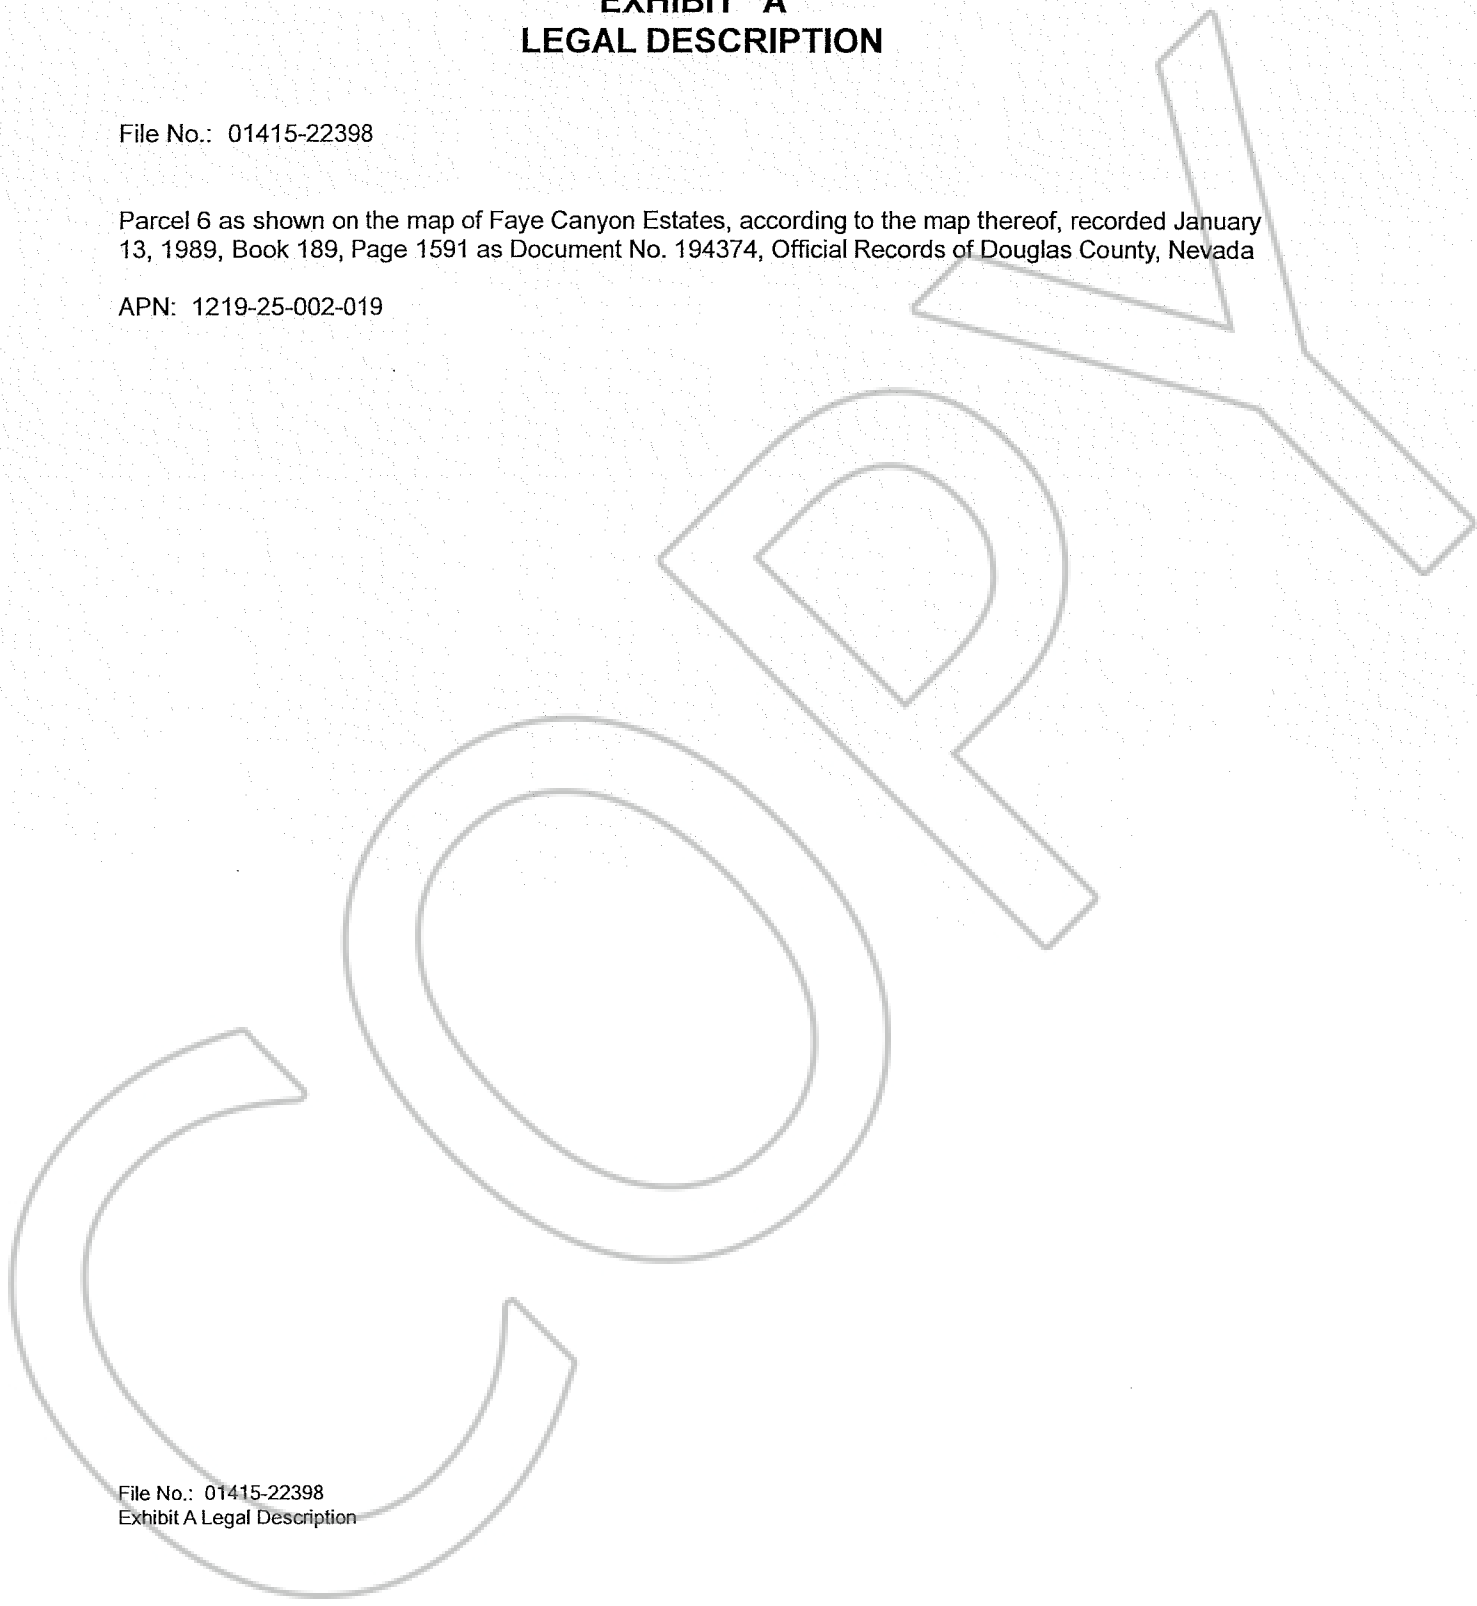 EXHIBIT "A"
LEGAL DESCRIPTION
File No.: 01415-22398
Parcel 6 as shown on the map of Faye Canyon Estates, according to the map thereof, recorded January
13, 1989, Book 189, Page 1591 as Document No. 194374, Official Records of Douglas County, Nevada
APN: 1219-25-002-019
COPY
File No.: 01415-22398
Exhibit A Legal Description